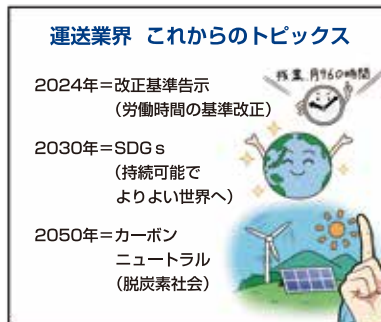 運送業界 これからのトピックス
残業 月960時間
2024年＝改正基準告示
（労働時間の基準改正）
2030年＝SDGｓ
（持続可能で
よりよい世界へ）
2050年＝カーボン
ニュートラル
（脱炭素社会）